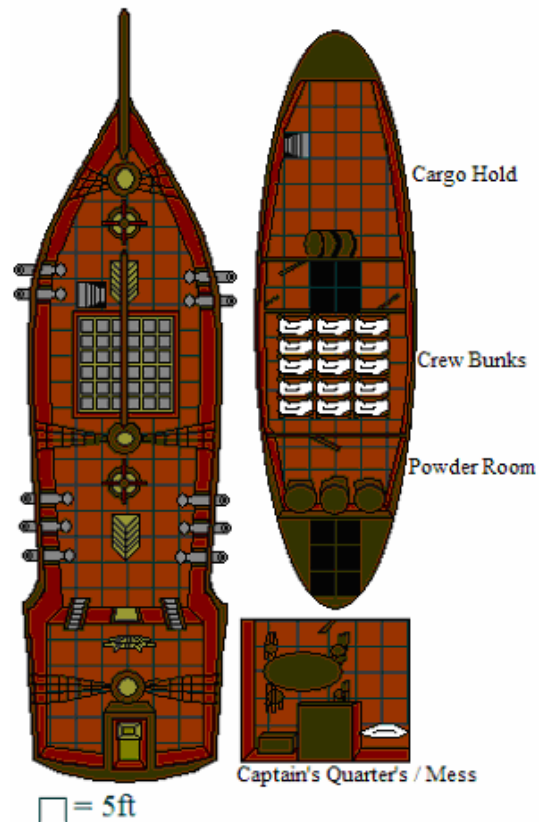 Cargo Hold
Crew Bunks
Powder Room
Captain's Quarter's / Mess
= 5ft